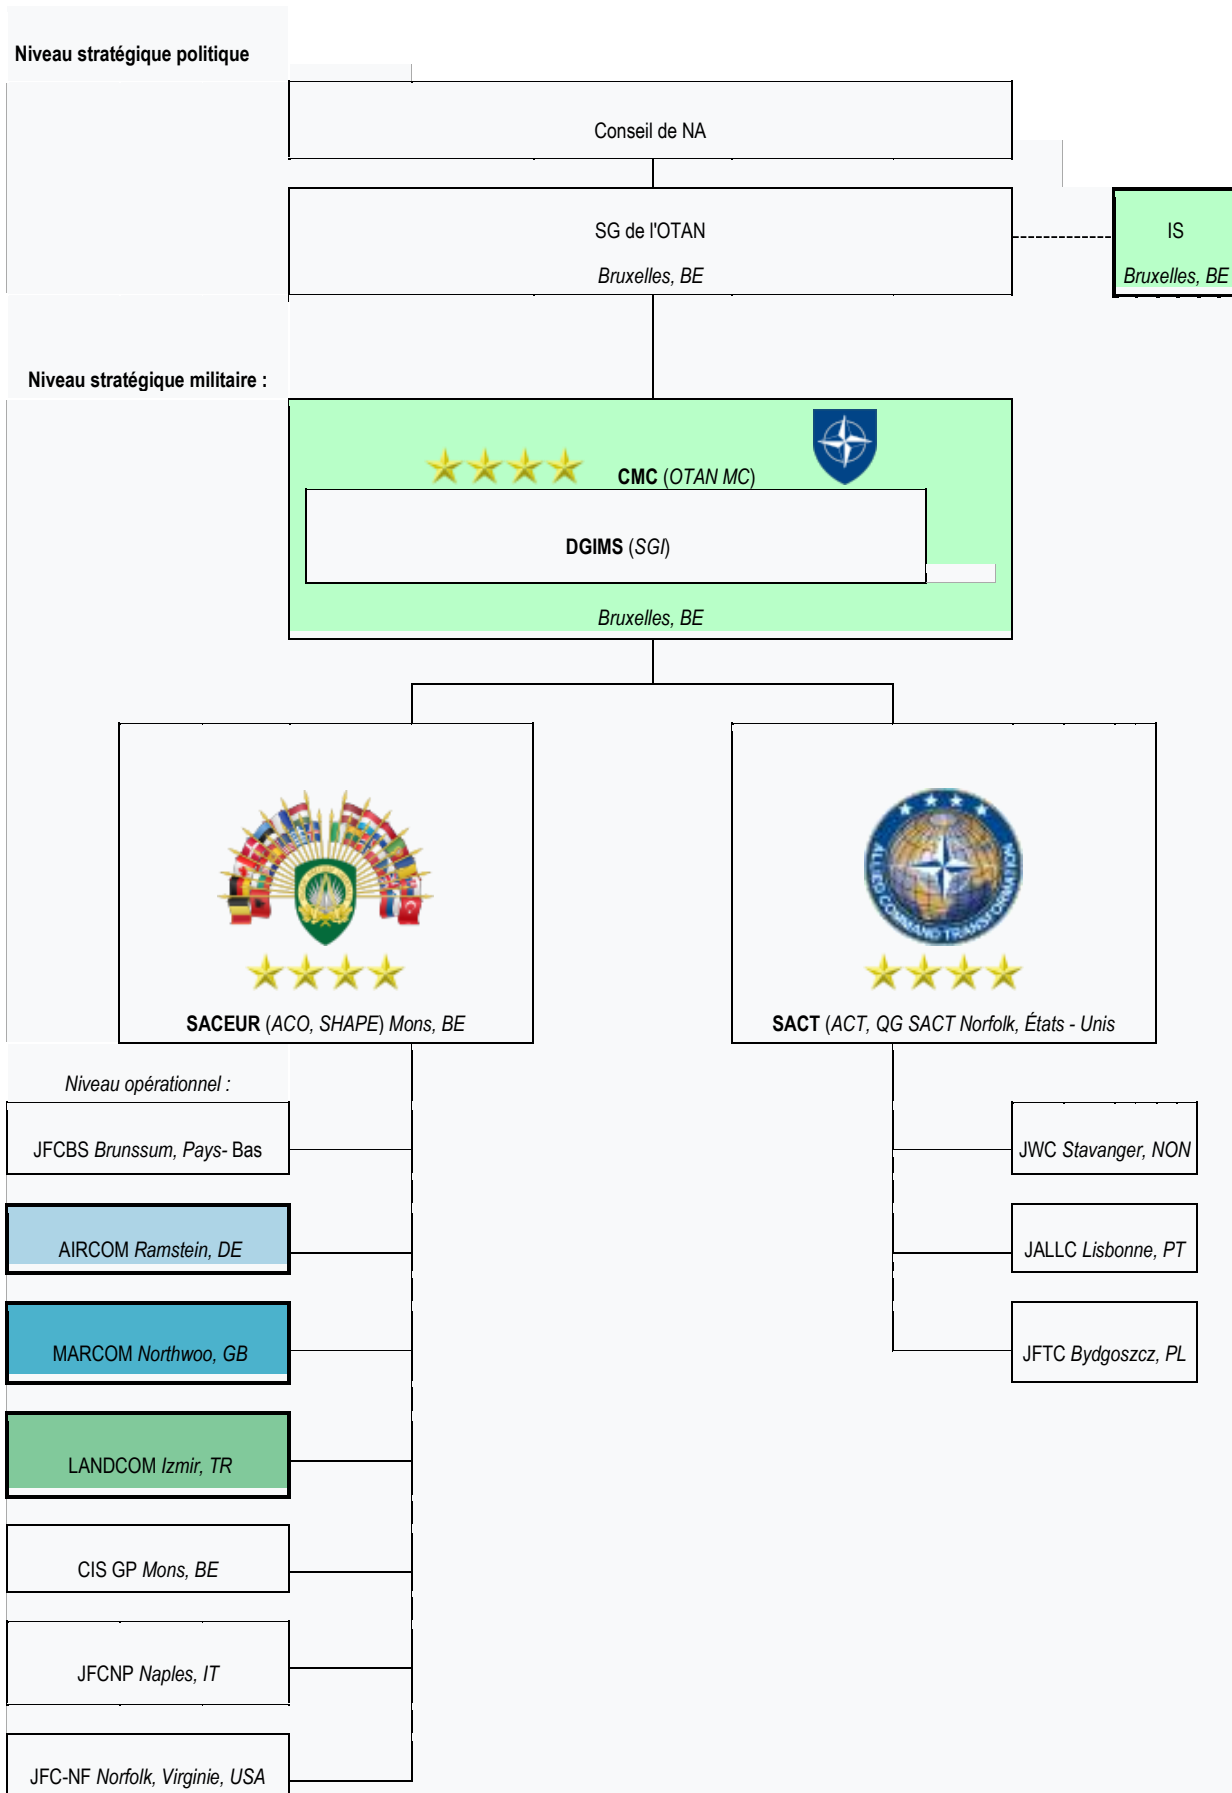 Niveau stratégique politique
Conseil de NA
SG de l'OTAN
Bruxelles, BE
IS
Bruxelles, BE
Niveau stratégique militaire :
CMC (OTAN MC)
DGIMS (SGI)
Bruxelles, BE
ALLIED COMMAND TRANSFORMATION
SACEUR (ACO, SHAPE) Mons, BE
SACT (ACT, QG SACT Norfolk, États - Unis
Niveau opérationnel :
JFCBS Brunssum, Pays- Bas
JWC Stavanger, NON
AIRCOM Ramstein, DE
JALLC Lisbonne, PT
MARCOM Northwoo, GB
JFTC Bydgoszcz, PL
LANDCOM Izmir, TR
CIS GP Mons, BE
JFCNP Naples, IT
JFC-NF Norfolk, Virginie, USA